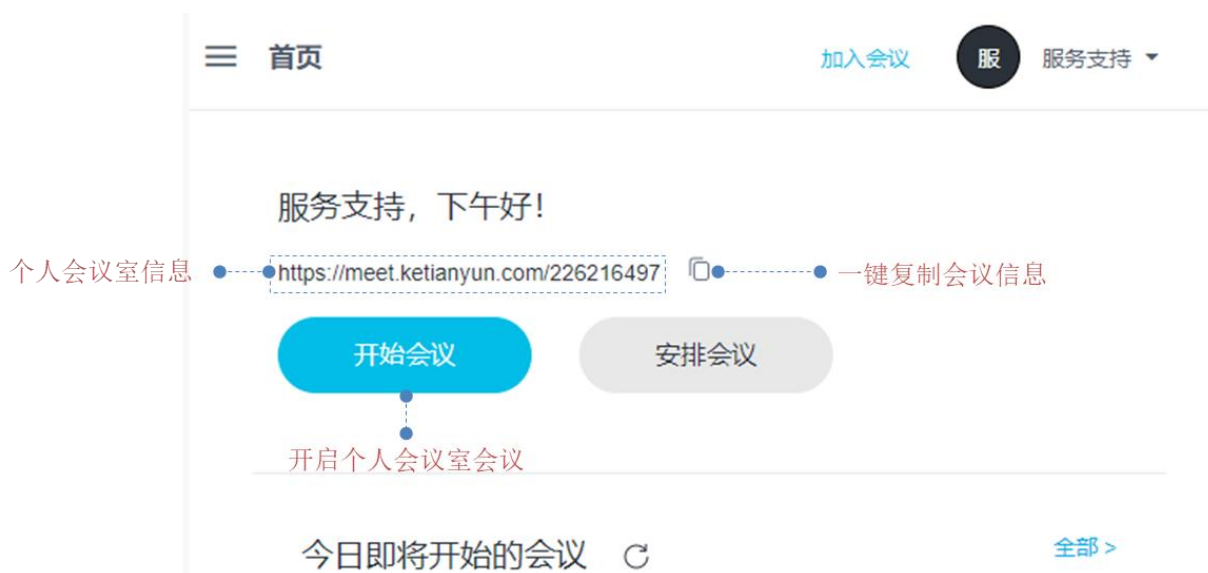 首页
加入会议
服
服务支持
服务支持，下午好！
个人会议室信息
https://meet.ketianyun.com/226216497
一键复制会议信息
开始会议
安排会议
开启个人会议室会议
今日即将开始的会议
全部 >